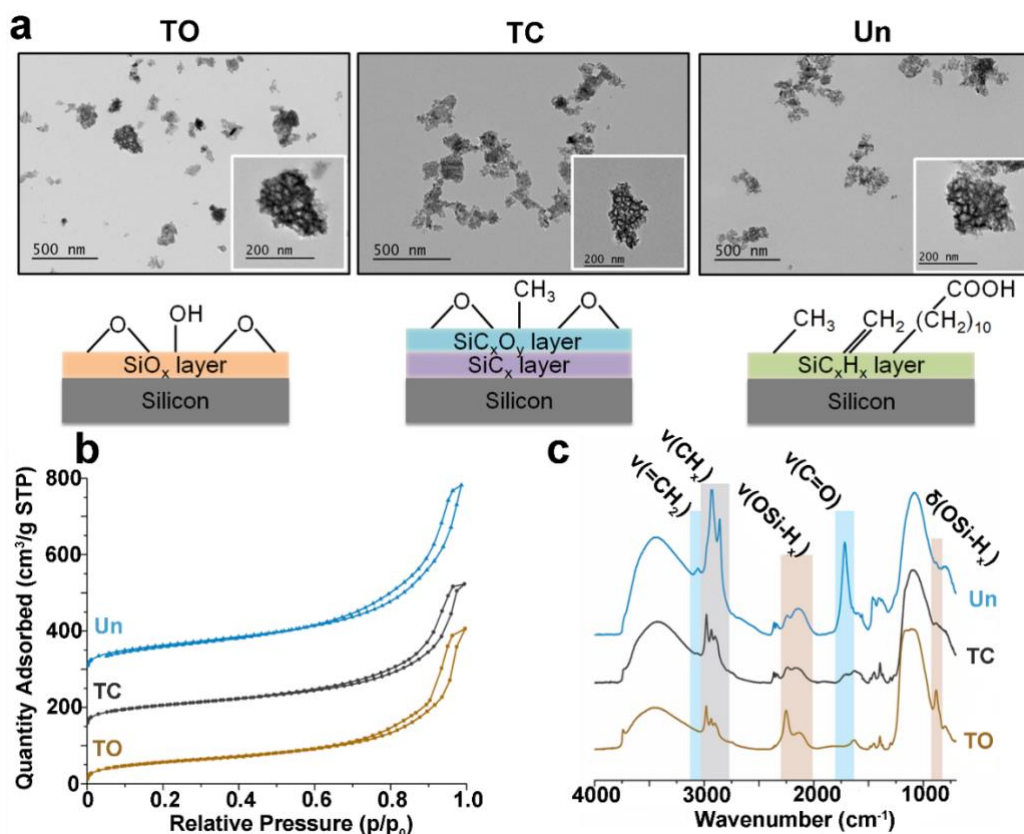 a
TO
TC
Un
500 nm
200 nm
500 nm
200 nm
500 nm
200 nm
O
OH
O
SiOₓ layer
Silicon
O
CH₃
O
SiCₓOᵧ layer
SiCₓ layer
Silicon
CH₃
CH₂
COOH
(CH₂)₁₀
SiCₓHₓ layer
Silicon
b
Quantity Adsorbed (cm³/g STP)
800
600
400
200
0
Un
TC
TO
0
0.2
0.4
0.6
0.8
1.0
Relative Pressure (p/p₀)
c
ν(=CH₂)
ν(CHₓ)
ν(OSi-Hₓ)
ν(C=O)
δ(OSi-Hₓ)
Un
TC
TO
4000
3000
2000
1000
Wavenumber (cm⁻¹)